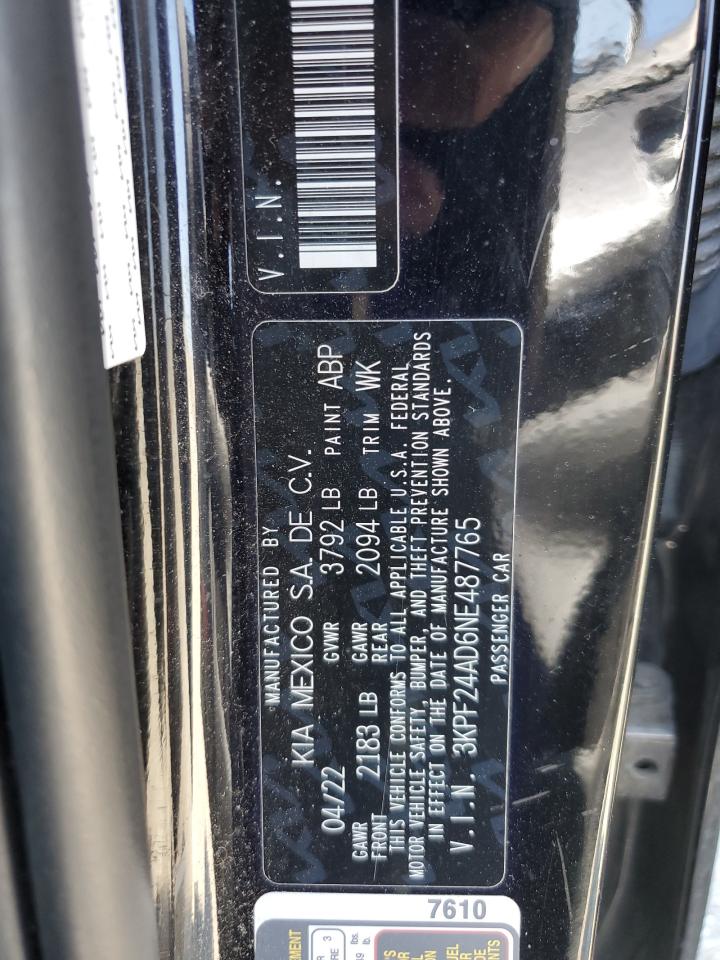 V.I.N.
MANUFACTURED BY
KIA MEXICO S.A. DE C.V.
04/22 GVWR 3792 LB PAINT ABP
GAWR FRONT 2183 LB GAWR REAR 2094 LB TRIM WK
THIS VEHICLE CONFORMS TO ALL APPLICABLE U.S.A. FEDERAL
MOTOR VEHICLE SAFETY, BUMPER, AND THEFT PREVENTION STANDARDS
IN EFFECT ON THE DATE OF MANUFACTURE SHOWN ABOVE.
V.I.N. 3KPF24AD6NE487765
PASSENGER CAR
7610